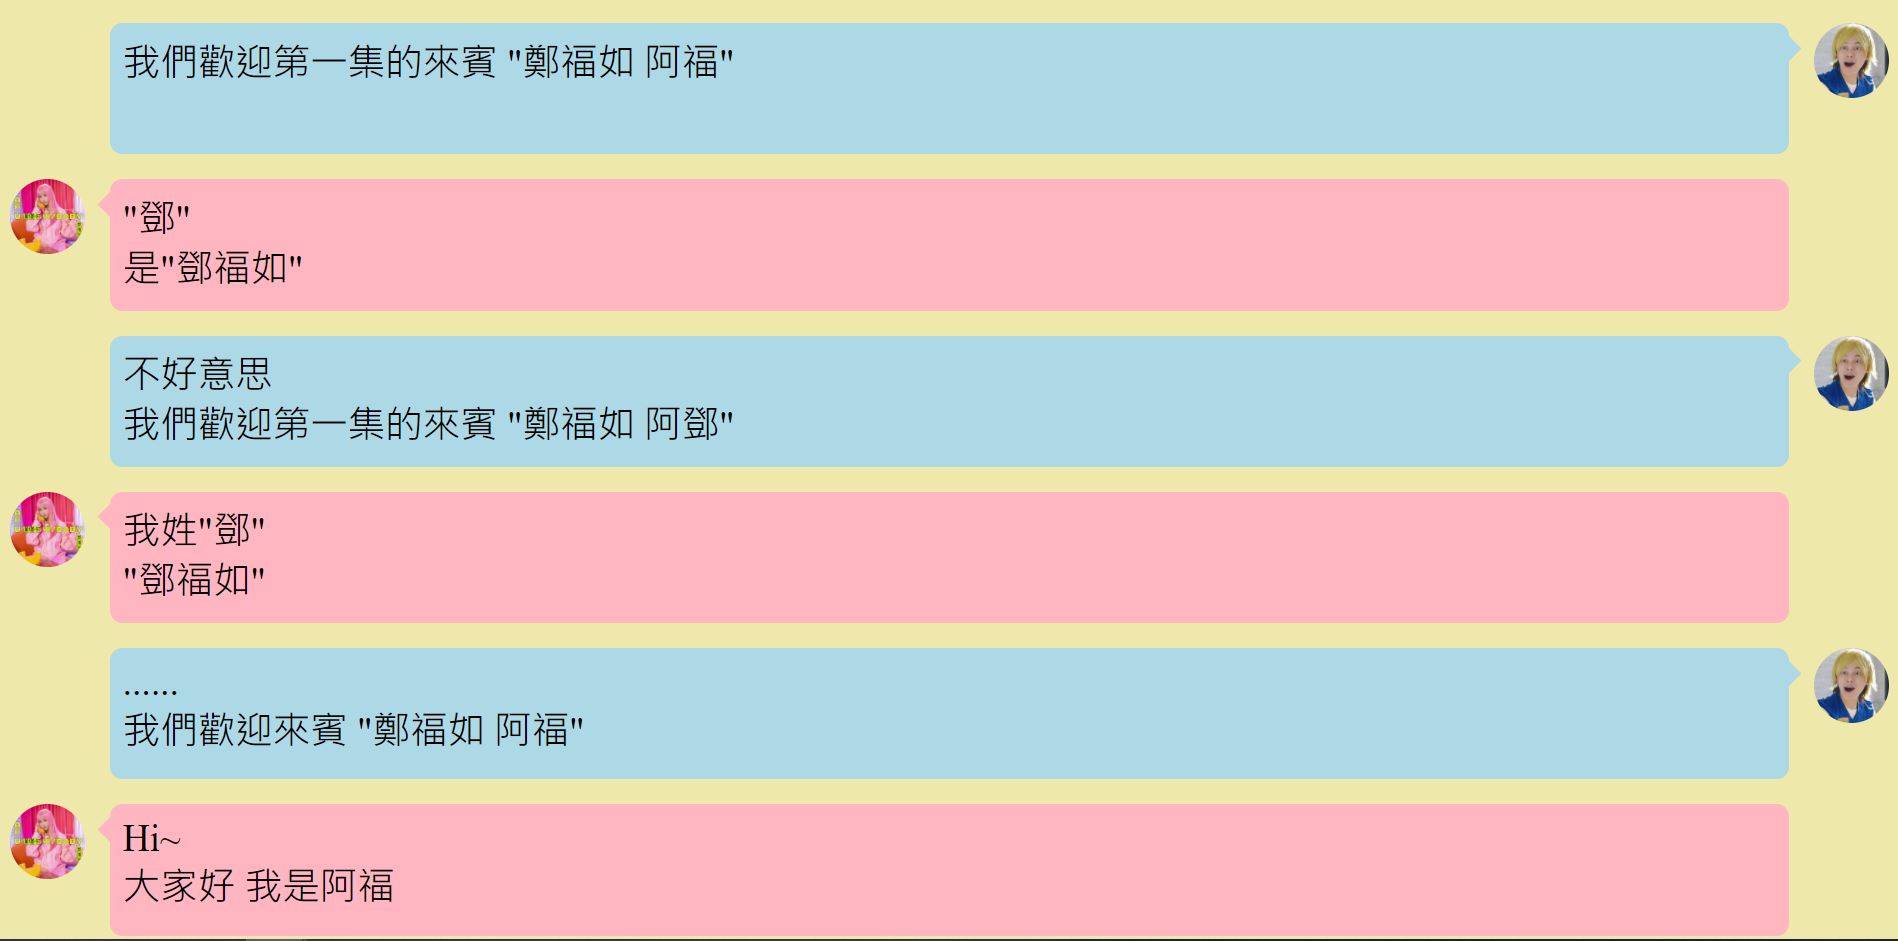 我們歡迎第一集的來賓 "鄭福如 阿福"
"鄧"
是"鄧福如"
不好意思
我們歡迎第一集的來賓 "鄭福如 阿鄧"
我姓"鄧"
"鄧福如"
......
我們歡迎來賓 "鄭福如 阿福"
Hi~
大家好 我是阿福